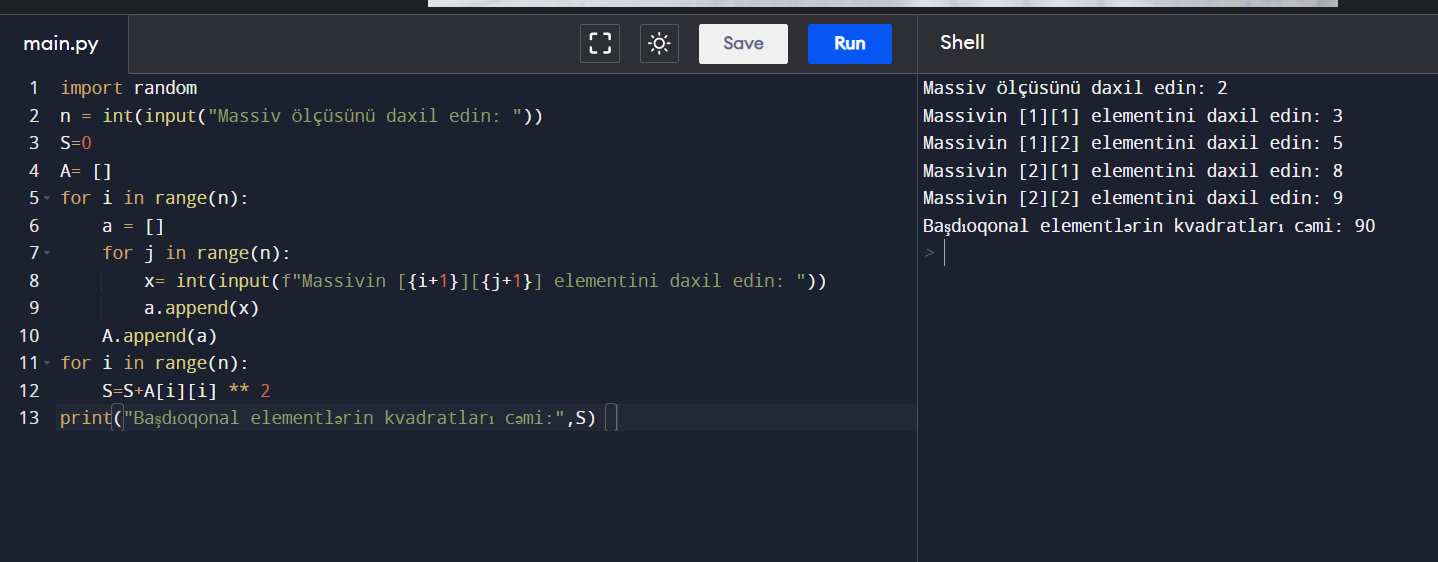 main.py
Save
Run
Shell
1 import random
2 n = int(input("Massiv ölçüsünü daxil edin: "))
3 S=0
4 A= []
5 for i in range(n):
6     a = []
7     for j in range(n):
8         x= int(input(f"Massivin [{i+1}][{j+1}] elementini daxil edin: "))
9         a.append(x)
10     A.append(a)
11 for i in range(n):
12     S=S+A[i][i] ** 2
13 print("Başdıoqonal elementlərin kvadratları cəmi:",S)
Massiv ölçüsünü daxil edin: 2
Massivin [1][1] elementini daxil edin: 3
Massivin [1][2] elementini daxil edin: 5
Massivin [2][1] elementini daxil edin: 8
Massivin [2][2] elementini daxil edin: 9
Başdıoqonal elementlərin kvadratları cəmi: 90
>